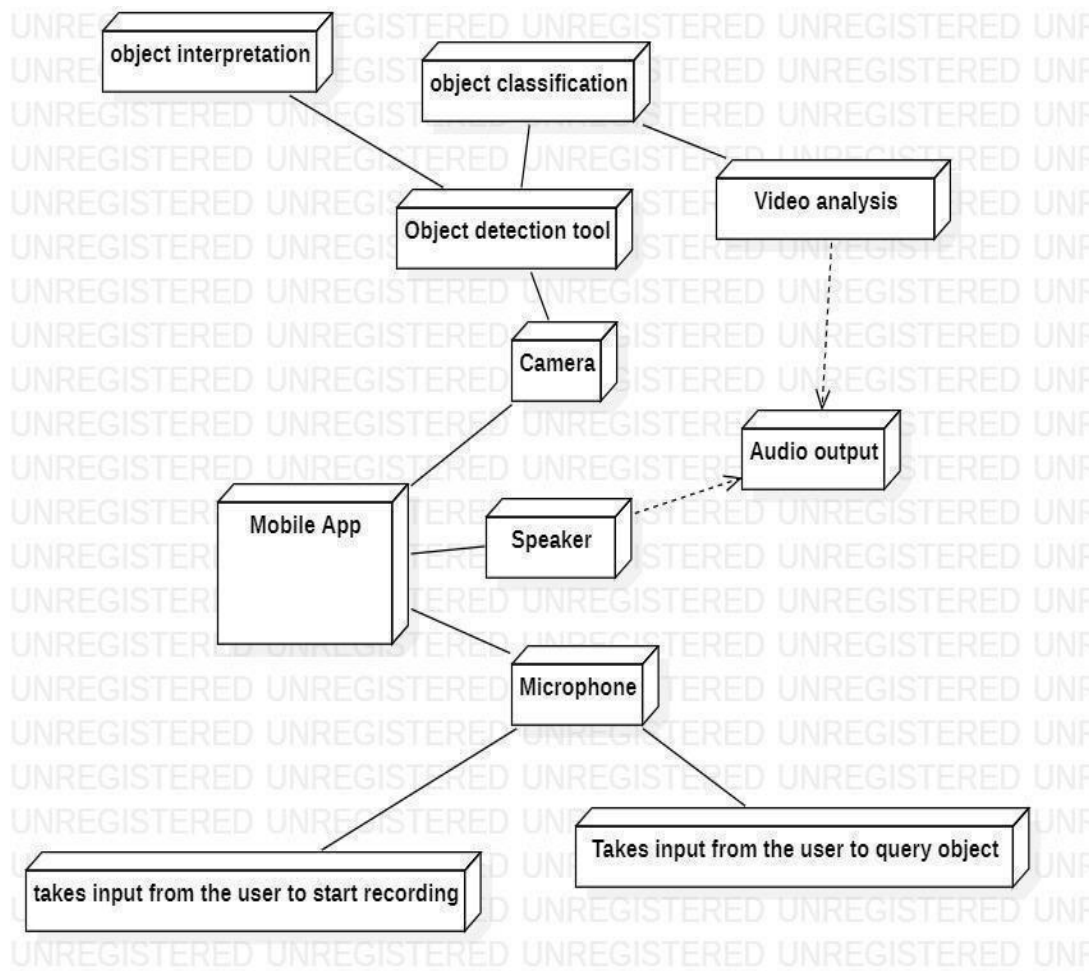 object interpretation
object classification
Video analysis
Object detection tool
Camera
Audio output
Mobile App
Speaker
Microphone
Takes input from the user to query object
takes input from the user to start recording
UNREGISTERED